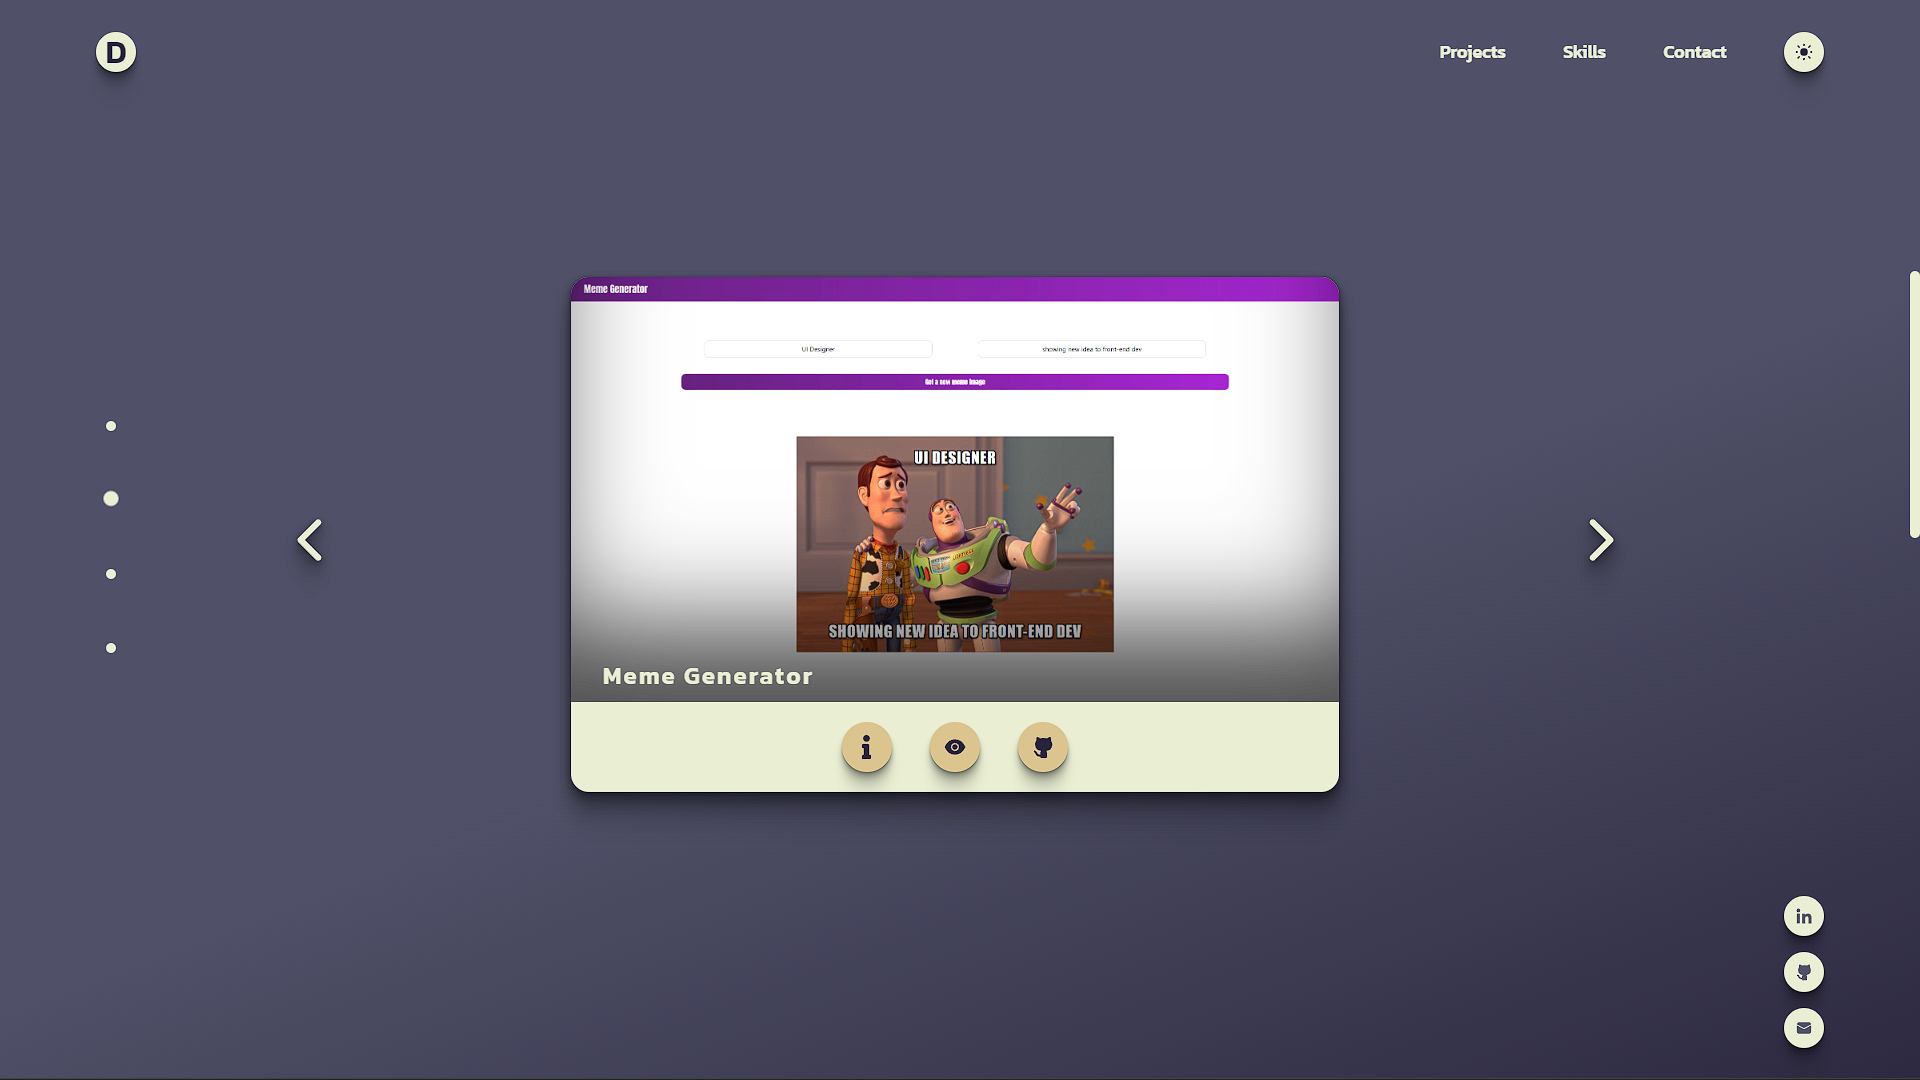 D
Projects
Skills
Contact
Meme Generator
UI Designer
showing new idea to front-end dev
Get a new meme image
UI DESIGNER
SHOWING NEW IDEA TO FRONT-END DEV
Meme Generator
in